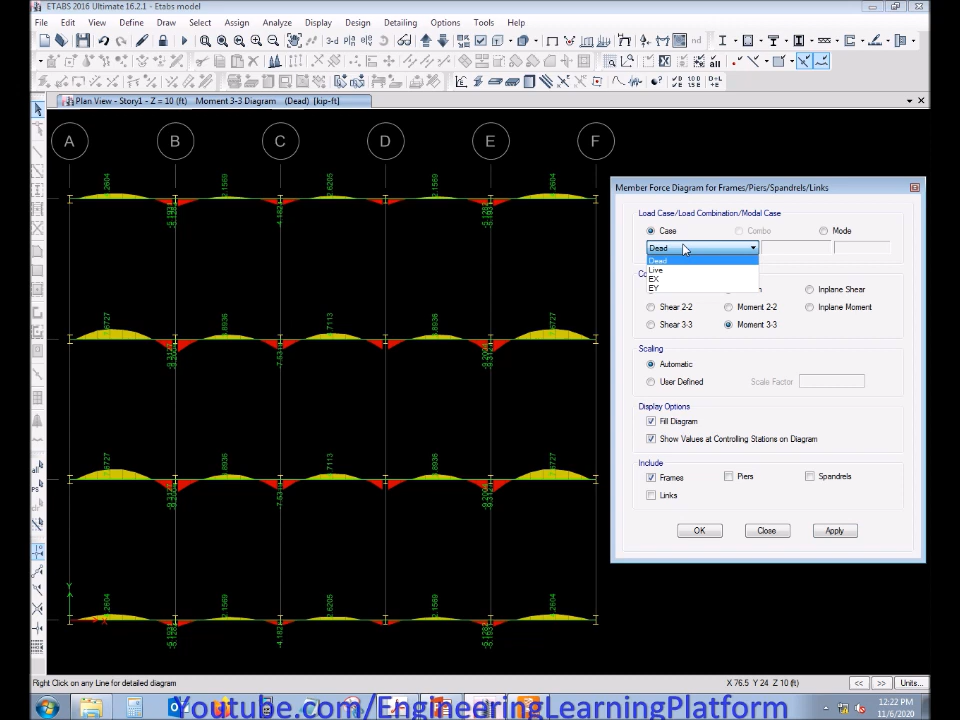 ETABS 2016 Ultimate 16.2.1 - Etabs model
File Edit View Define Draw Select Assign Analyze Display Design Detailing Options Tools Help
3-d
nd
Plan View - Story1 - Z = 10 (ft) Moment 3-3 Diagram (Dead) [kip-ft]
A B C D E F
Member Force Diagram for Frames/Piers/Spandrels/Links
Load Case/Load Combination/Modal Case
Case Combo Mode
Dead
Dead
Live
EX
EY
Inplane Shear
Shear 2-2 Moment 2-2 Inplane Moment
Shear 3-3 Moment 3-3
Scaling
Automatic
User Defined Scale Factor
Display Options
Fill Diagram
Show Values at Controlling Stations on Diagram
Include
Frames Piers Spandrels
Links
OK Close Apply
Y
X
Right Click on any Line for detailed diagram
X 76.5 Y 24 Z 10 (ft)
<< >> Units...
Youtube.com/EngineeringLearningPlatform
12:22 PM
11/6/2020